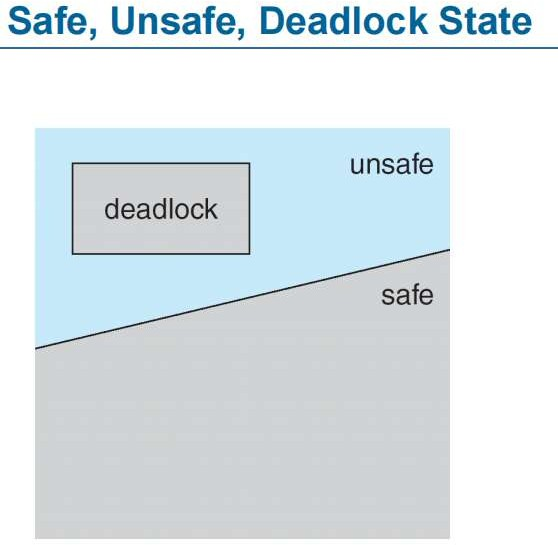 Safe, Unsafe, Deadlock State
unsafe
deadlock
safe